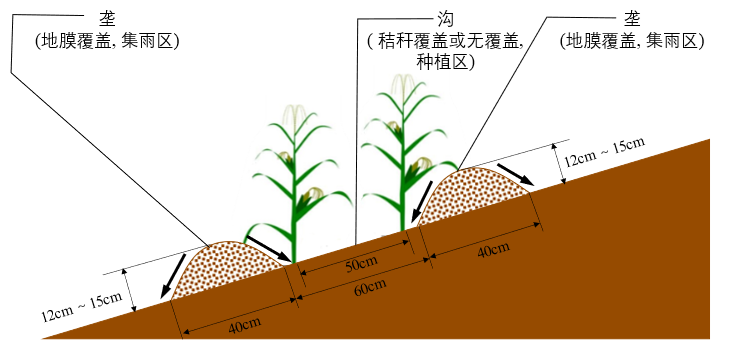 垄
(地膜覆盖, 集雨区)
沟
( 秸秆覆盖或无覆盖,
种植区)
垄
(地膜覆盖, 集雨区)
12cm ~ 15cm
50cm
40cm
60cm
12cm ~ 15cm
40cm